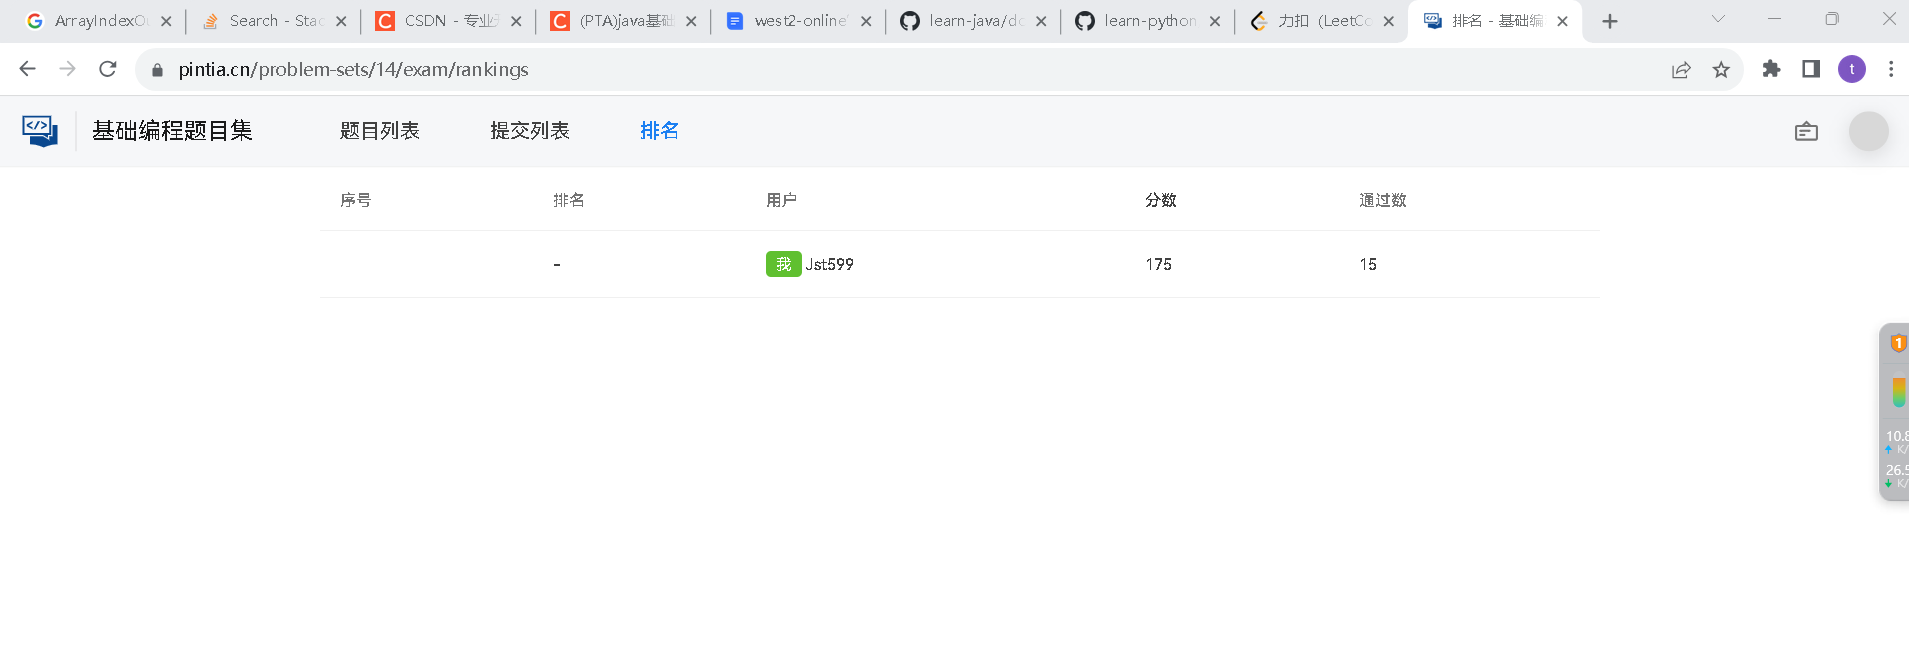 ArrayIndexO
Search - Stac
CSDN - 专业
(PTA)java基础
west2-online
learn-java/do
learn-python
力扣 (LeetCo
排名 - 基础编
pintia.cn/problem-sets/14/exam/rankings
t
基础编程题目集
题目列表
提交列表
排名
序号
排名
用户
分数
通过数
-
我 Jst599
175
15
1
10.8
K/
26.5
K/